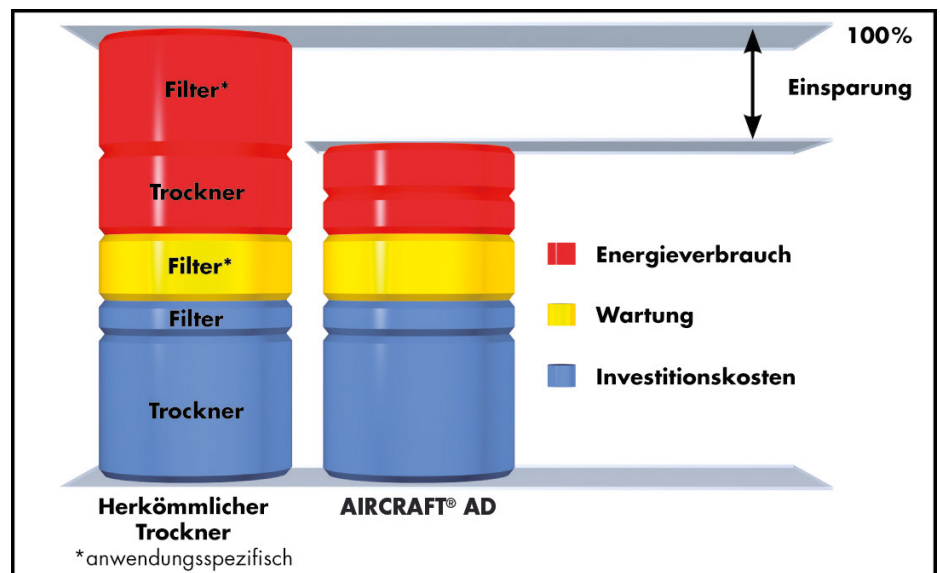 100%
Einsparung
Filter*
Trockner
Filter*
Filter
Trockner
Energieverbrauch
Wartung
Investitionskosten
Herkömmlicher
Trockner
*anwendungsspezifisch
AIRCRAFT® AD